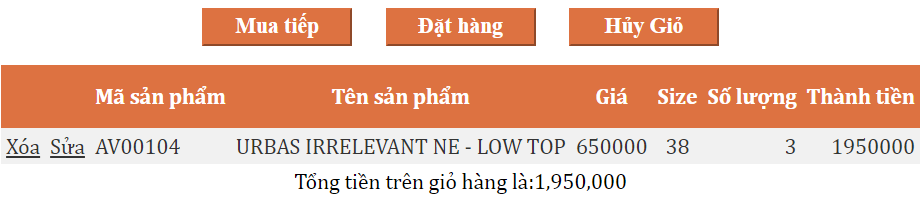 Mua tiếp Đặt hàng Hủy Giỏ
Mã sản phẩm Tên sản phẩm Giá Size Số lượng Thành tiền
Xóa Sửa AV00104 URBAS IRRELEVANT NE - LOW TOP 650000 38 3 1950000
Tổng tiền trên giỏ hàng là:1,950,000